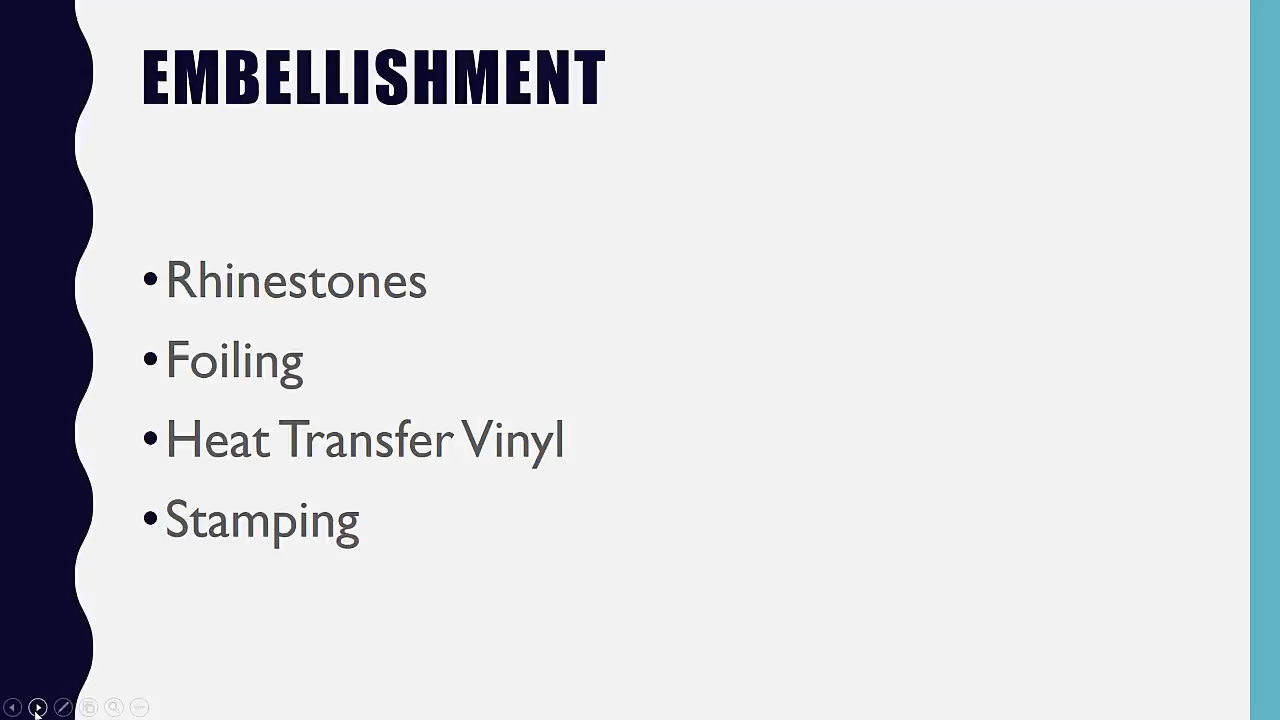 EMBELLISHMENT
• Rhinestones
• Foiling
• Heat Transfer Vinyl
• Stamping